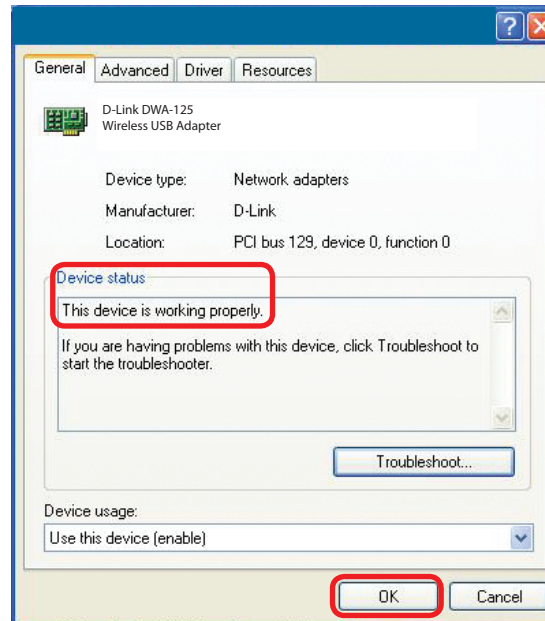 ?
General Advanced Driver Resources
D-Link DWA-125
Wireless USB Adapter
Device type: Network adapters
Manufacturer: D-Link
Location: PCI bus 129, device 0, function 0
Device status
This device is working properly.
If you are having problems with this device, click Troubleshoot to
start the troubleshooter.
Troubleshoot...
Device usage:
Use this device (enable)
OK Cancel